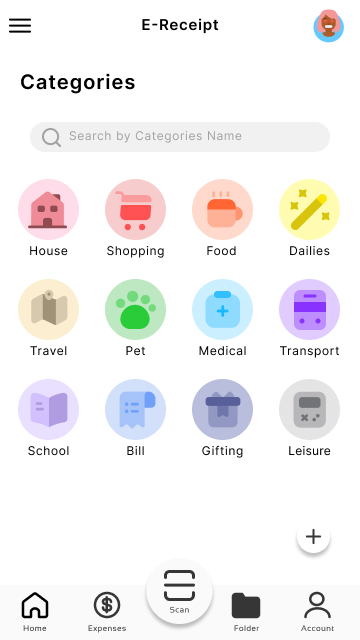 E-Receipt
Categories
Search by Categories Name
House Shopping Food Dailies
Travel Pet Medical Transport
School Bill Gifting Leisure
Scan
Home Expenses Folder Account